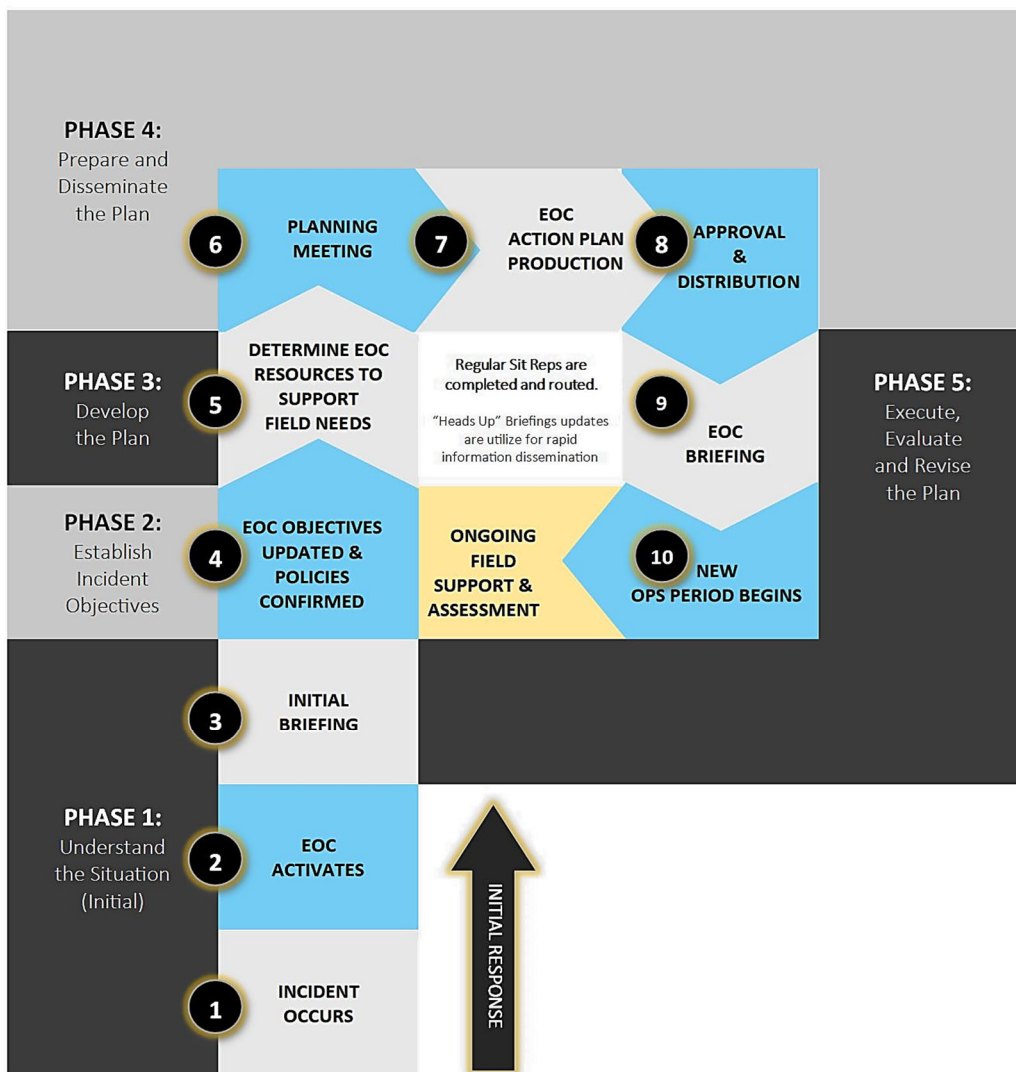 PHASE 4:
Prepare and
Disseminate
the Plan
6
PLANNING
MEETING
7
EOC
ACTION PLAN
PRODUCTION
8
APPROVAL
&
DISTRIBUTION
PHASE 3:
Develop
the Plan
5
DETERMINE EOC
RESOURCES TO
SUPPORT
FIELD NEEDS
Regular Sit Reps are
completed and routed.
“Heads Up” Briefings updates
are utilize for rapid
information dissemination
9
EOC
BRIEFING
PHASE 5:
Execute,
Evaluate
and Revise
the Plan
PHASE 2:
Establish
Incident
Objectives
4
EOC OBJECTIVES
UPDATED &
POLICIES
CONFIRMED
ONGOING
FIELD
SUPPORT &
ASSESSMENT
10
NEW
OPS PERIOD BEGINS
3
INITIAL
BRIEFING
PHASE 1:
Understand
the Situation
(Initial)
2
EOC
ACTIVATES
INITIAL RESPONSE
1
INCIDENT
OCCURS